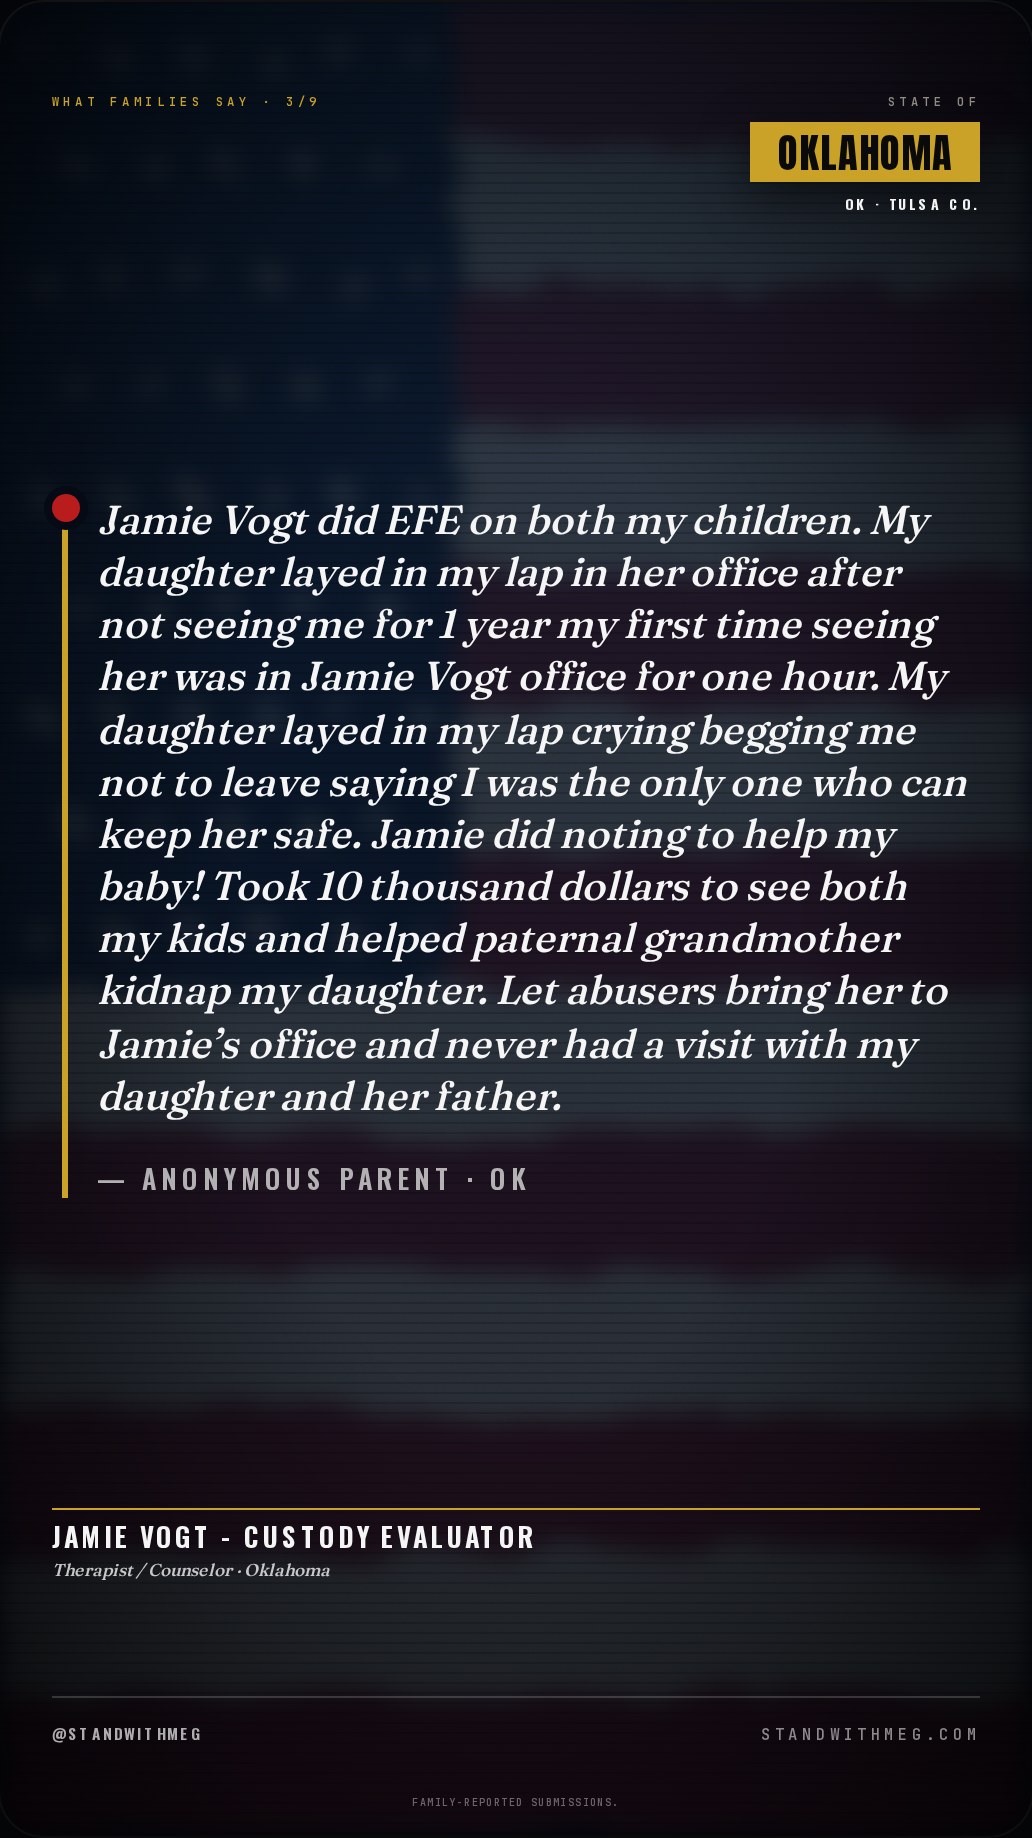 WHAT FAMILIES SAY · 3/9
STATE OF
OKLAHOMA
OK · TULSA CO.
Jamie Vogt did EFE on both my children. My
daughter layed in my lap in her office after
not seeing me for 1 year my first time seeing
her was in Jamie Vogt office for one hour. My
daughter layed in my lap crying begging me
not to leave saying I was the only one who can
keep her safe. Jamie did noting to help my
baby! Took 10 thousand dollars to see both
my kids and helped paternal grandmother
kidnap my daughter. Let abusers bring her to
Jamie’s office and never had a visit with my
daughter and her father.
— ANONYMOUS PARENT · OK
JAMIE VOGT - CUSTODY EVALUATOR
Therapist / Counselor · Oklahoma
@STANDWITHMEG
STANDWITHMEG.COM
FAMILY-REPORTED SUBMISSIONS.